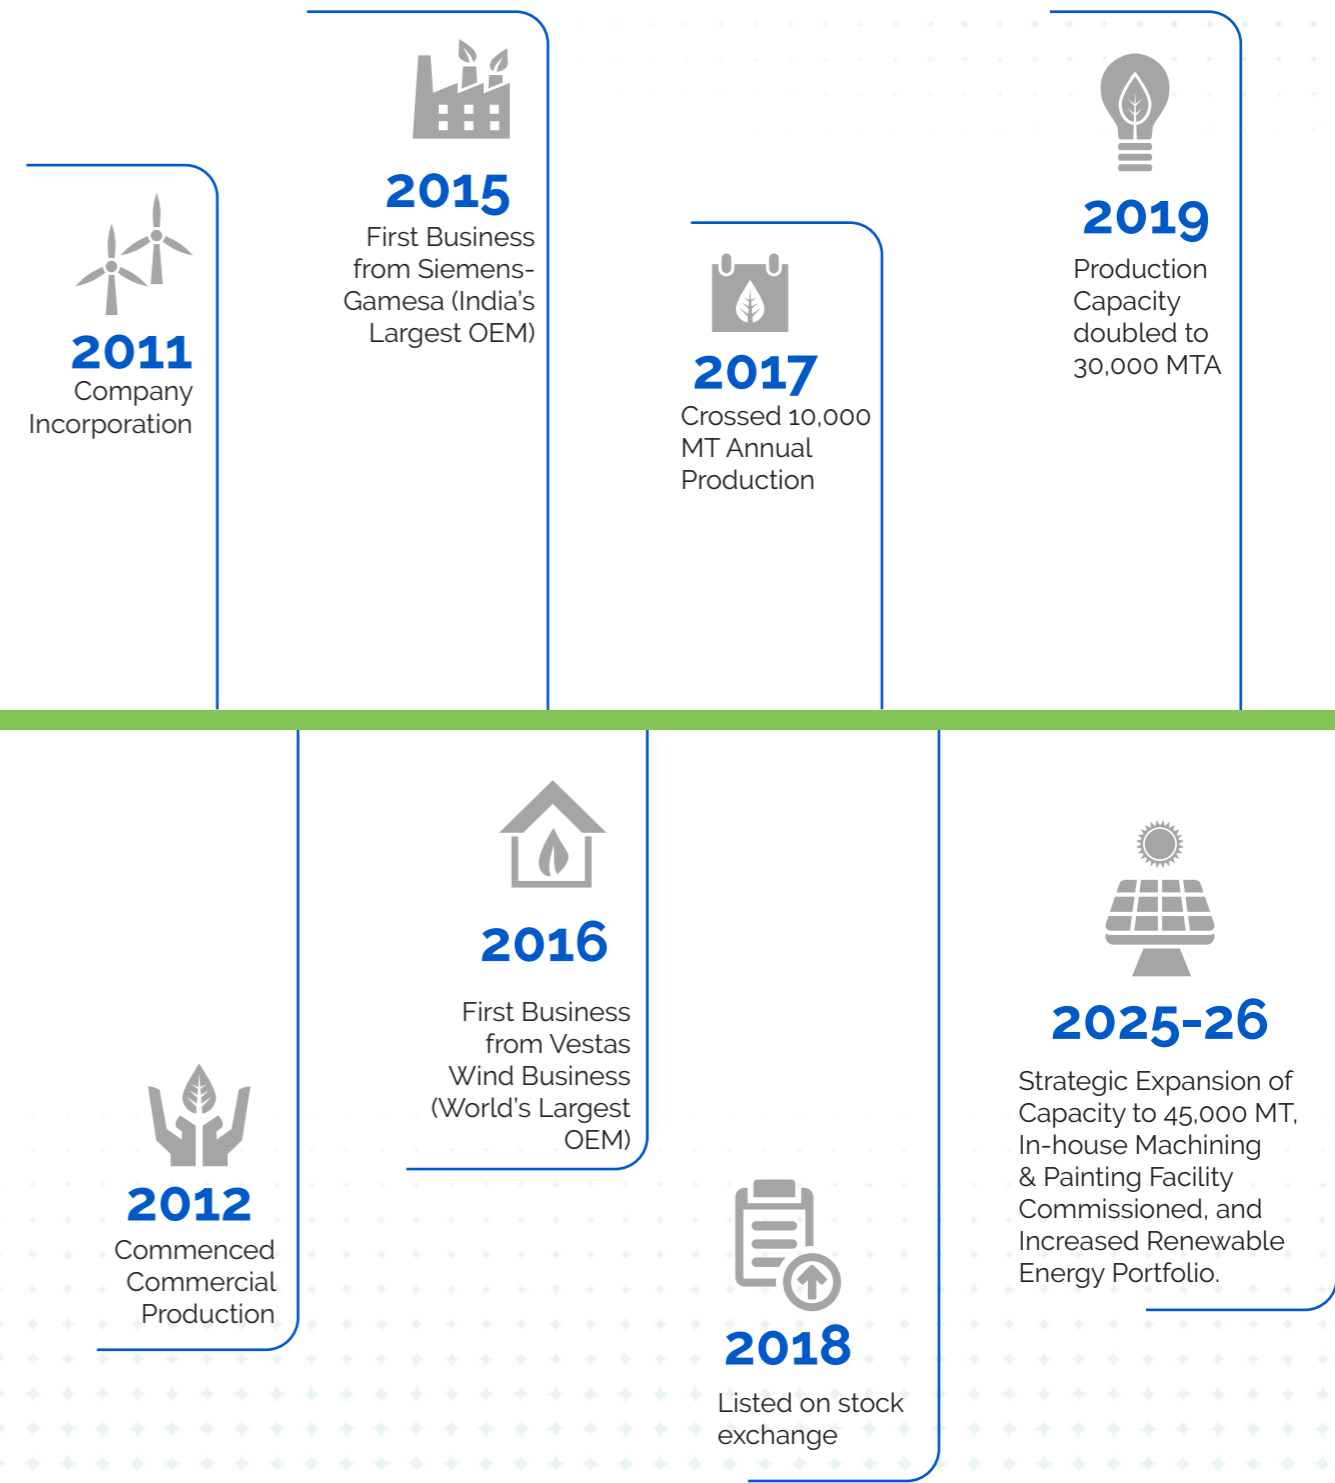 2011
Company
Incorporation
2015
First Business
from Siemens-
Gamesa (India's
Largest OEM)
2017
Crossed 10,000
MT Annual
Production
2019
Production
Capacity
doubled to
30,000 MTA
2012
Commenced
Commercial
Production
2016
First Business
from Vestas
Wind Business
(World's Largest
OEM)
2018
Listed on stock
exchange
2025-26
Strategic Expansion of
Capacity to 45,000 MT,
In-house Machining
& Painting Facility
Commissioned, and
Increased Renewable
Energy Portfolio.